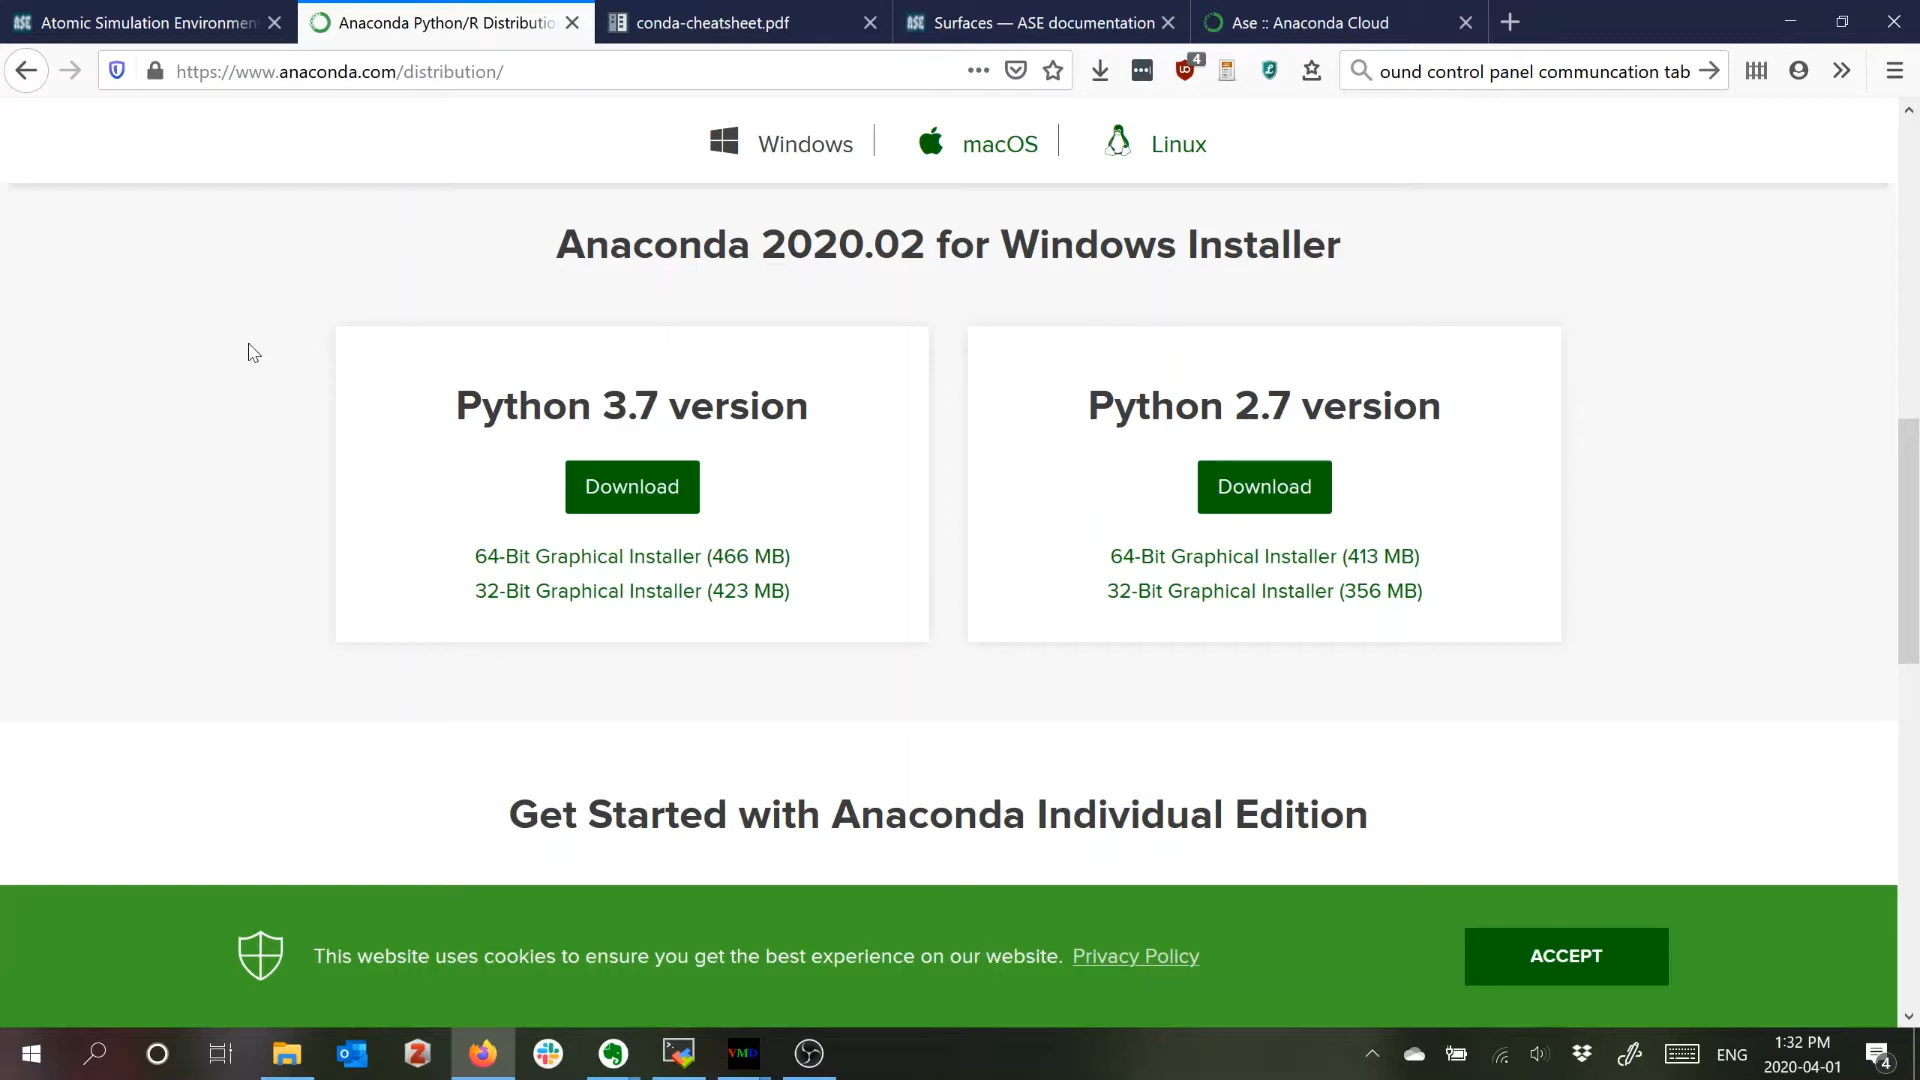 ASE Atomic Simulation Environmen
Anaconda Python/R Distributio
conda-cheatsheet.pdf
ASE Surfaces — ASE documentation
Ase :: Anaconda Cloud
https://www.anaconda.com/distribution/
4
ound control panel communcation tab
Windows
macOS
Linux
Anaconda 2020.02 for Windows Installer
Python 3.7 version
Download
64-Bit Graphical Installer (466 MB)
32-Bit Graphical Installer (423 MB)
Python 2.7 version
Download
64-Bit Graphical Installer (413 MB)
32-Bit Graphical Installer (356 MB)
Get Started with Anaconda Individual Edition
This website uses cookies to ensure you get the best experience on our website. Privacy Policy
ACCEPT
VMD
ENG
1:32 PM
2020-04-01
4